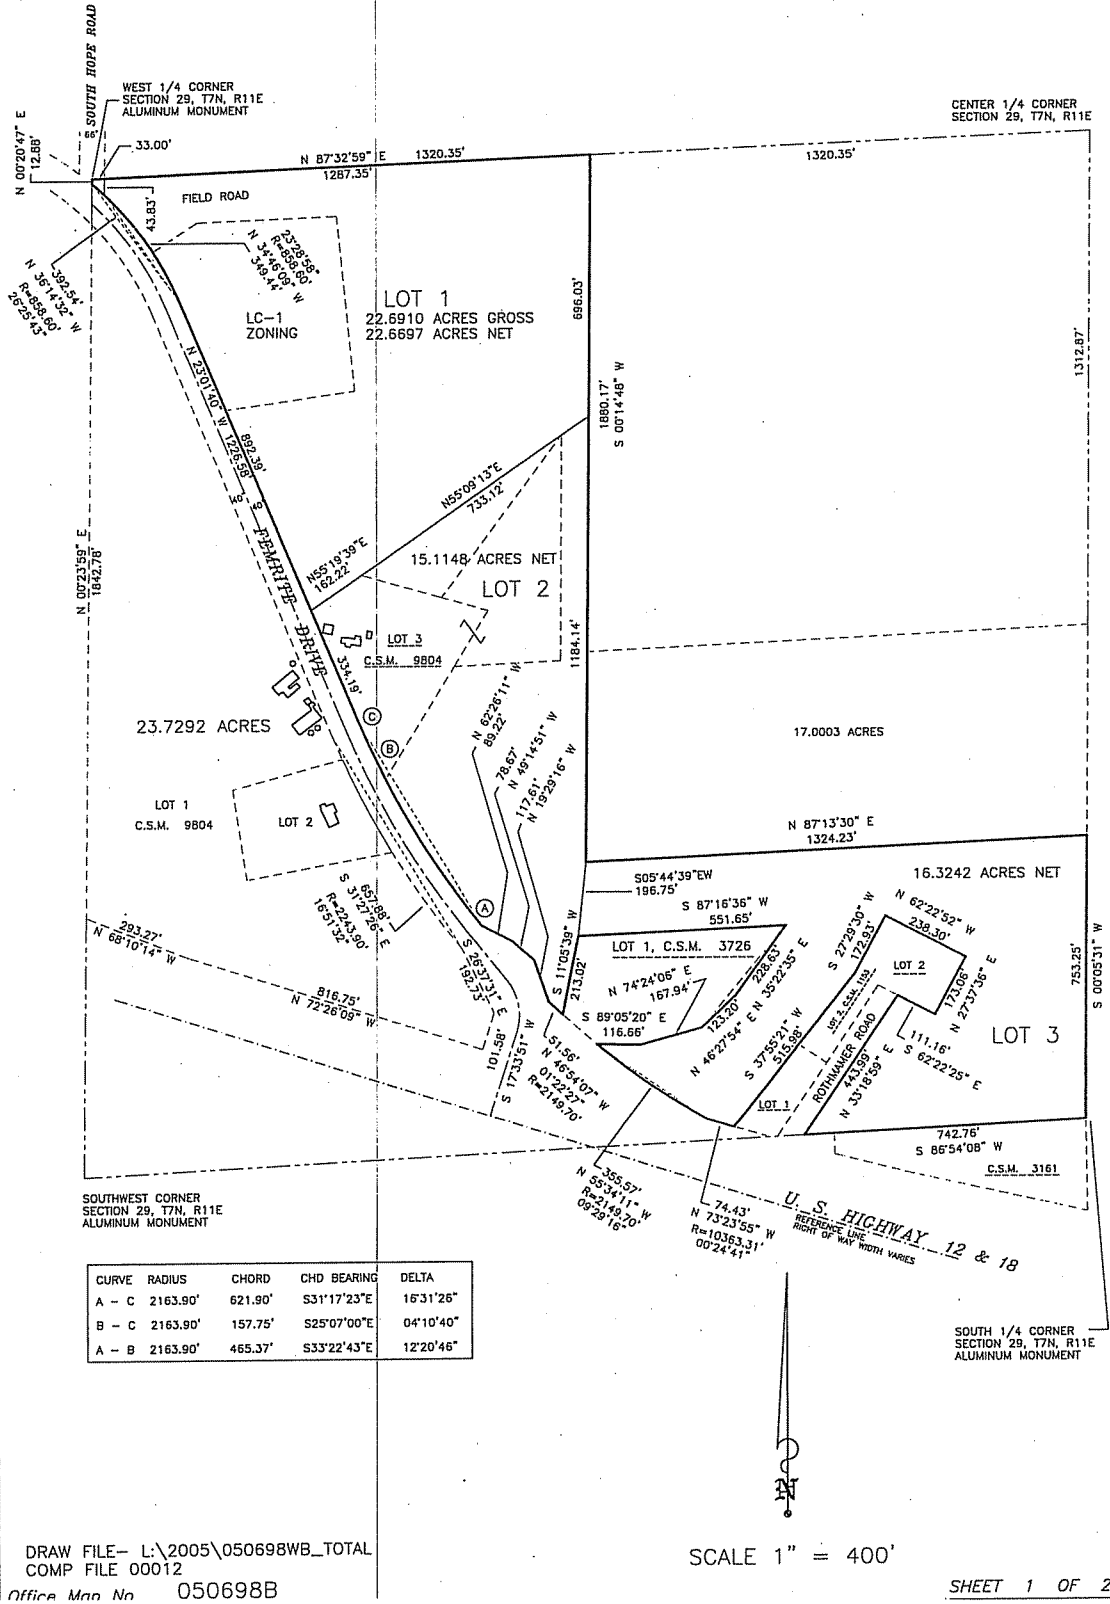 SOUTH HOPE ROAD
WEST 1/4 CORNER
SECTION 29, T7N, R11E
ALUMINUM MONUMENT
66'
33.00'
N 00°20'47" E
12.88'
CENTER 1/4 CORNER
SECTION 29, T7N, R11E
N 87°32'59" E 1320.35'
1287.35'
1320.35'
FIELD ROAD
43.83'
23°28'58"
R=858.60'
N 34°46'09" W
349.44'
392.54'
N 36°14'32" W
R=858.60'
26°25'43"
LC-1
ZONING
LOT 1
22.6910 ACRES GROSS
22.6697 ACRES NET
696.03'
1880.17'
S 00°14'48" W
1312.87'
N 23°01'40" W
892.39'
1226.58'
40' 40'
FEMRITE DRIVE
N55°09'13"E
733.12'
N55°19'39"E
162.22'
15.1148 ACRES NET
LOT 2
N 00°23'59" E
1842.78'
LOT 3
C.S.M. 9804
334.19'
1184.14'
23.7292 ACRES
C
B
N 62°26'11" W
89.22'
78.67'
N 49°14'51" W
117.61'
N 19°29'16" W
17.0003 ACRES
LOT 1
C.S.M. 9804
LOT 2
N 87°13'30" E
1324.23'
657.88'
S 31°27'26" E
R=2243.90'
16°51'32"
A
S05°44'39"EW
196.75'
16.3242 ACRES NET
S 87°16'36" W
551.65'
N 62°22'52" W
238.30'
S 27°29'30" W
172.93'
293.27'
N 68°10'14" W
S 26°37'31" E
192.73'
S 11°05'39" W
213.02'
LOT 1, C.S.M. 3726
228.63'
N 35°22'35" E
LOT 2
LOT 2, C.S.M. 1153
173.06'
N 27°37'36" E
753.25'
S 00°05'31" W
816.75'
N 72°26'09" W
N 74°24'06" E
167.94'
S 89°05'20" E
116.66'
123.20'
N 46°27'54" E
S 37°55'21" W
515.98'
ROTHMAMER ROAD
443.99'
N 33°18'59" E
111.16'
S 62°22'25" E
LOT 3
101.58'
S 17°33'51" W
51.56'
N 46°54'07" W
01°22'27"
R=2149.70'
LOT 1
742.76'
S 86°54'08" W
C.S.M. 3161
SOUTHWEST CORNER
SECTION 29, T7N, R11E
ALUMINUM MONUMENT
355.57'
N 55°34'11" W
R=2149.70'
09°29'16"
74.43'
N 73°23'55" W
R=10363.31'
00°24'41"
U. S. HIGHWAY 12 & 18
REFERENCE LINE
RIGHT OF WAY WIDTH VARIES
CURVE RADIUS CHORD CHD BEARING DELTA
A - C 2163.90' 621.90' S31°17'23"E 16°31'26"
B - C 2163.90' 157.75' S25°07'00"E 04°10'40"
A - B 2163.90' 465.37' S33°22'43"E 12°20'46"
SOUTH 1/4 CORNER
SECTION 29, T7N, R11E
ALUMINUM MONUMENT
N
DRAW FILE- L:\2005\050698WB_TOTAL
COMP FILE 00012
Office Map No 050698B
SCALE 1" = 400'
SHEET 1 OF 2